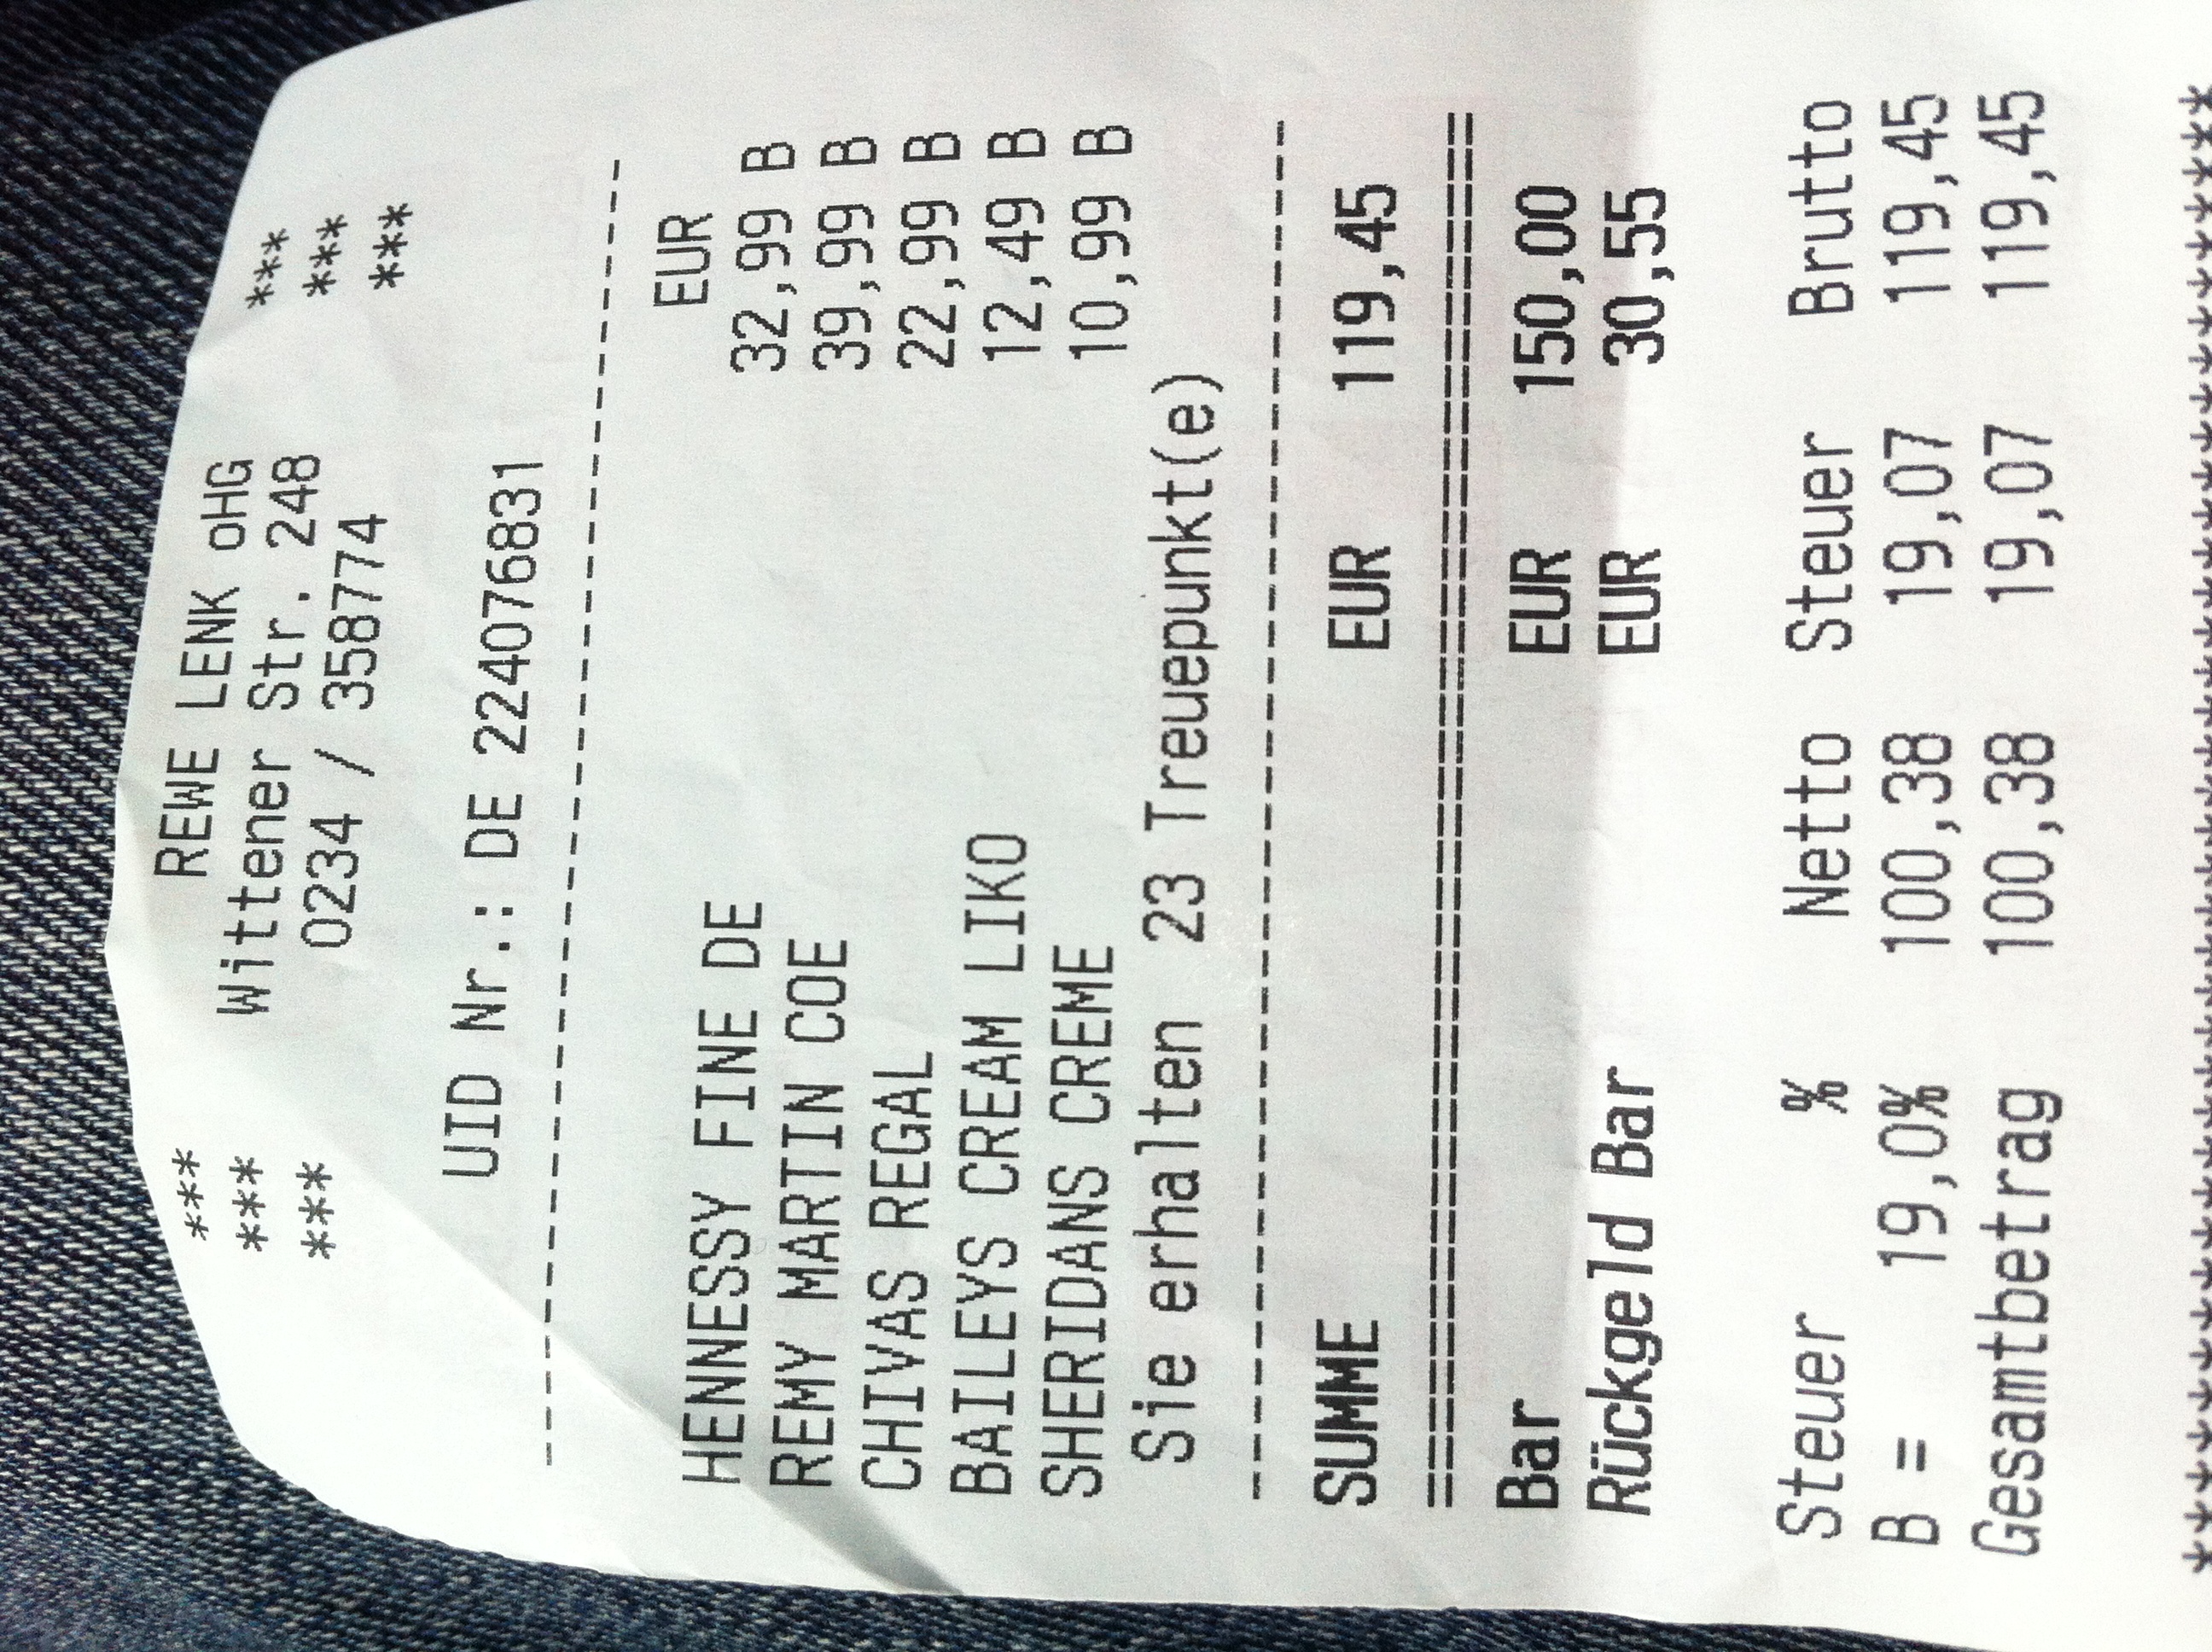 *** REWE LENK oHG ***
*** Wittener Str. 248 ***
*** 0234 / 358774 ***
UID Nr.: DE 224076831
--------------------------------------
EUR
HENNESSY FINE DE 32,99 B
REMY MARTIN COE 39,99 B
CHIVAS REGAL 22,99 B
BAILEYS CREAM LIKO 12,49 B
SHERIDANS CREME 10,99 B
Sie erhalten 23 Treuepunkt(e)
--------------------------------------
SUMME EUR 119,45
======================================
Bar EUR 150,00
Rückgeld Bar EUR 30,55
Steuer % Netto Steuer Brutto
B = 19,0% 100,38 19,07 119,45
Gesamtbetrag 100,38 19,07 119,45
**************************************